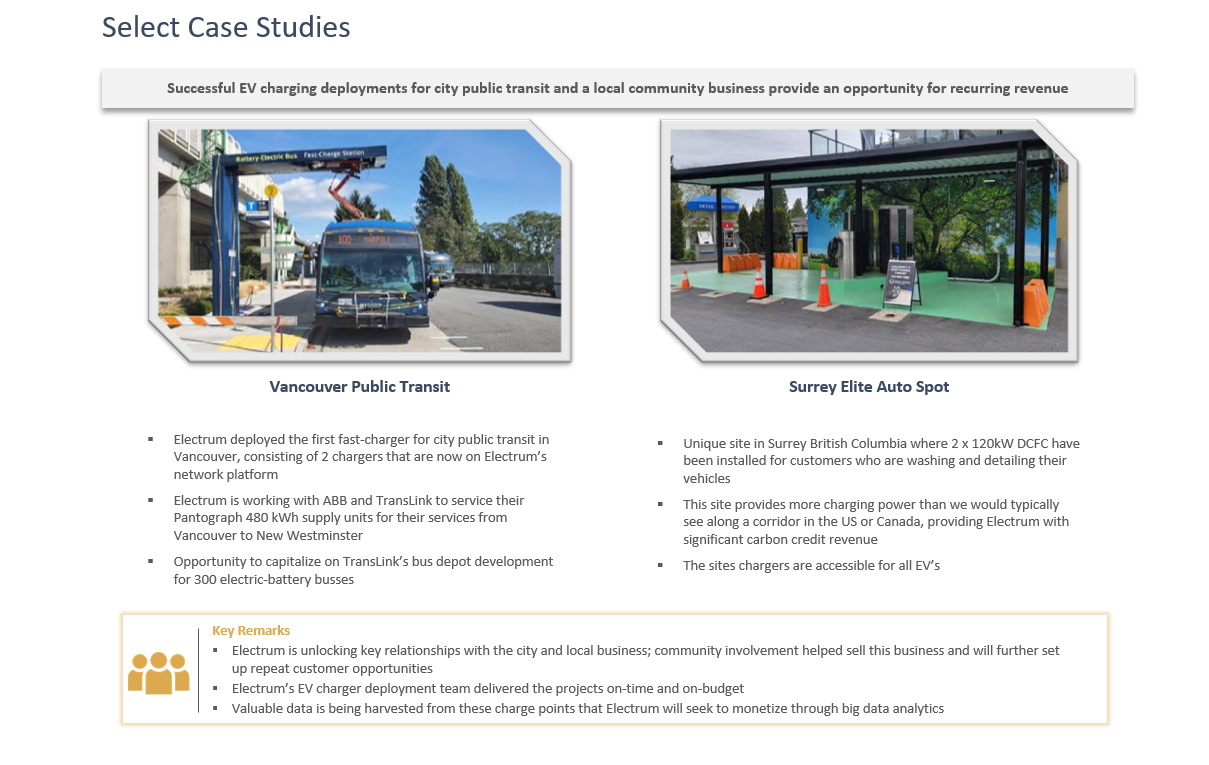 Select Case Studies
Successful EV charging deployments for city public transit and a local community business provide an opportunity for recurring revenue
Battery-Electric Bus Fast-Charge Station
T
100 MARPOLE
Vancouver Public Transit
▪ Electrum deployed the first fast-charger for city public transit in
Vancouver, consisting of 2 chargers that are now on Electrum’s
network platform
▪ Electrum is working with ABB and TransLink to service their
Pantograph 480 kWh supply units for their services from
Vancouver to New Westminster
▪ Opportunity to capitalize on TransLink’s bus depot development
for 300 electric-battery busses
Surrey Elite Auto Spot
▪ Unique site in Surrey British Columbia where 2 x 120kW DCFC have
been installed for customers who are washing and detailing their
vehicles
▪ This site provides more charging power than we would typically
see along a corridor in the US or Canada, providing Electrum with
significant carbon credit revenue
▪ The sites chargers are accessible for all EV’s
Key Remarks
▪ Electrum is unlocking key relationships with the city and local business; community involvement helped sell this business and will further set
up repeat customer opportunities
▪ Electrum’s EV charger deployment team delivered the projects on-time and on-budget
▪ Valuable data is being harvested from these charge points that Electrum will seek to monetize through big data analytics